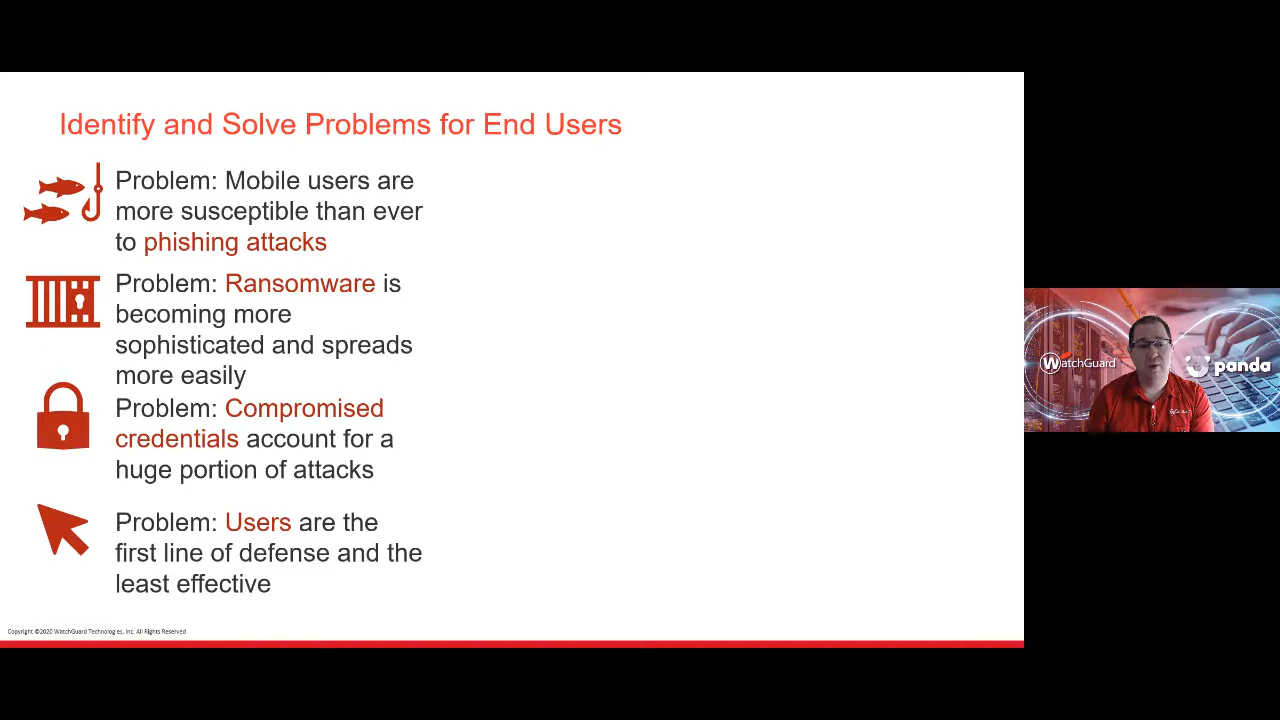 Identify and Solve Problems for End Users
Problem: Mobile users are
more susceptible than ever
to phishing attacks
Problem: Ransomware is
becoming more
sophisticated and spreads
more easily
Problem: Compromised
credentials account for a
huge portion of attacks
Problem: Users are the
first line of defense and the
least effective
Copyright ©2020 WatchGuard Technologies, Inc. All Rights Reserved
WatchGuard
panda